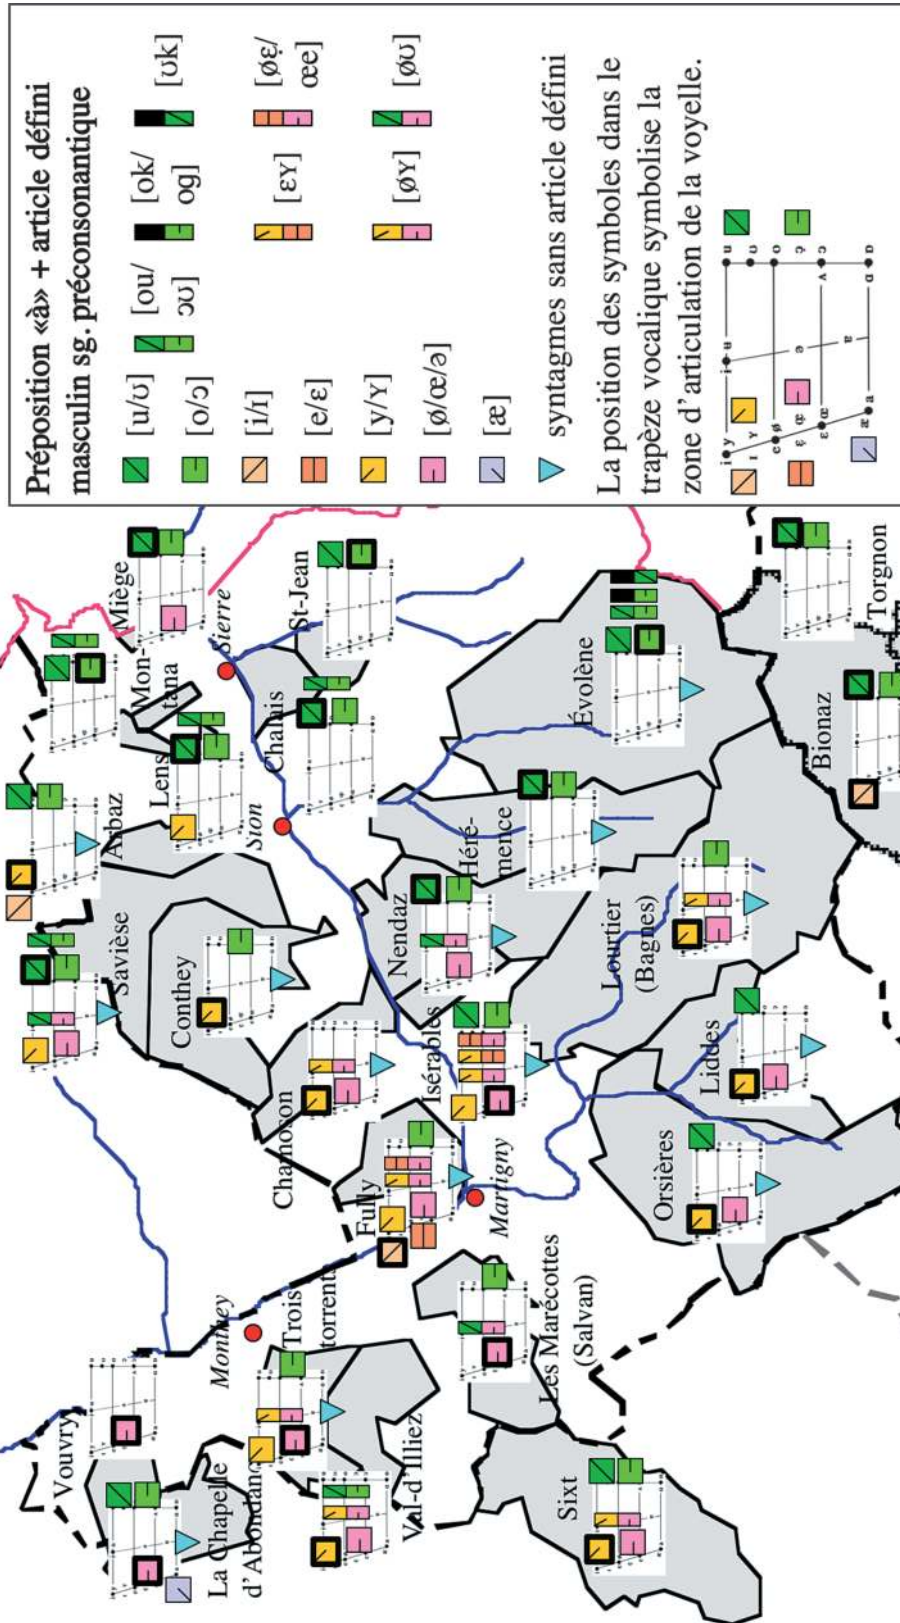 Préposition «à» + article défini
masculin sg. préconsonantique
[u/ʊ]
[ou/
ɔʊ]
[ok/
og]
[ʊk]
[o/ɔ]
[i/ɪ]
[e/ɛ]
[ɛʏ]
[øɛ̣/
œe]
[y/ʏ]
[ø/œ/ə]
[øʏ]
[øʊ]
[æ]
syntagmes sans article défini
La position des symboles dans le
trapèze vocalique symbolise la
zone d'articulation de la voyelle.
Vouvry
La Chapelle
d'Abondan
Monthey
Trois
torrents
Val-d'Illiez
Sixt
Les Marécottes
(Salvan)
Fully
Martigny
Chamoson
Isérables
Orsières
Liddes
Conthey
Savièse
Nendaz
Lourtier
(Bagnes)
Arbaz
Sion
Héré-
mence
Lens
Mon-
tana
Chalais
Évolène
Bionaz
Miège
Sierre
St-Jean
Torgnon